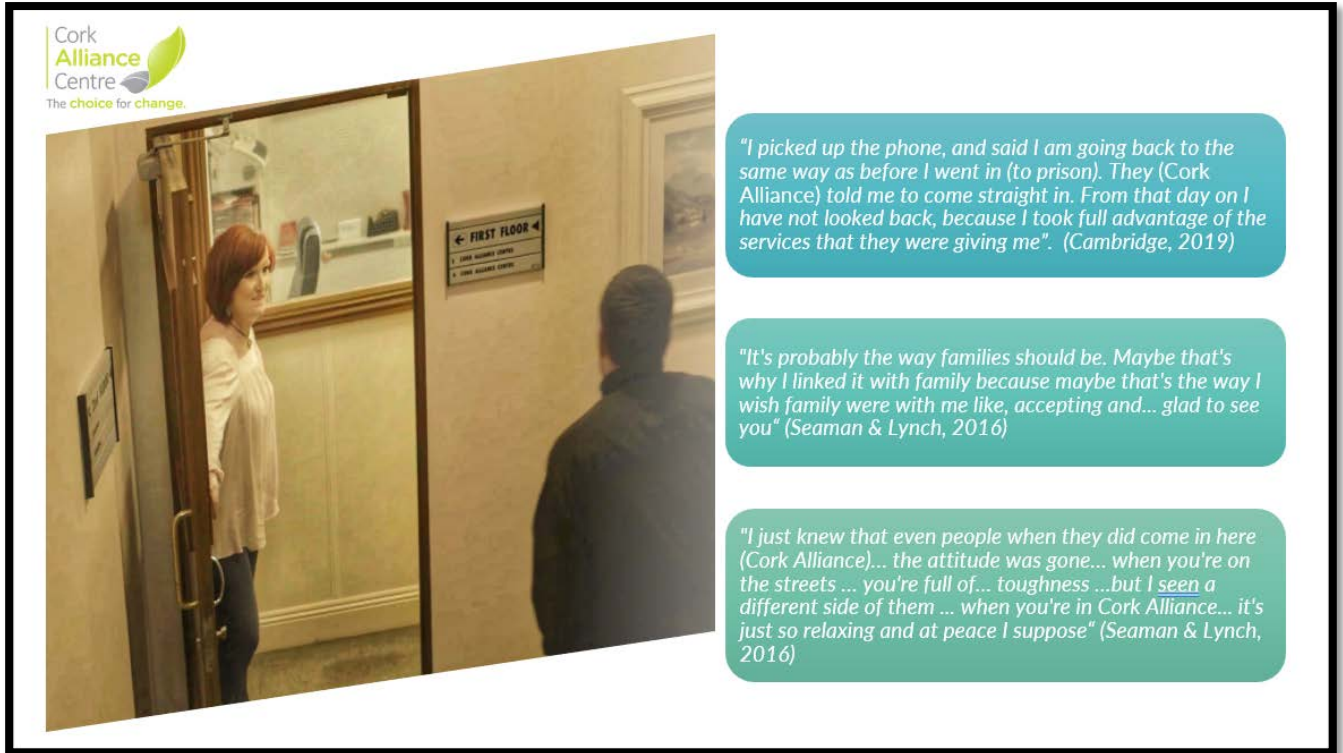 Cork
Alliance
Centre
The choice for change.
← FIRST FLOOR ◀
CORK ALLIANCE CENTRE
CORK ALLIANCE CENTRE
"I picked up the phone, and said I am going back to the
same way as before I went in (to prison). They (Cork
Alliance) told me to come straight in. From that day on I
have not looked back, because I took full advantage of the
services that they were giving me”. (Cambridge, 2019)
"It's probably the way families should be. Maybe that's
why I linked it with family because maybe that's the way I
wish family were with me like, accepting and... glad to see
you“ (Seaman & Lynch, 2016)
"I just knew that even people when they did come in here
(Cork Alliance)... the attitude was gone... when you're on
the streets ... you're full of... toughness ...but I seen a
different side of them ... when you're in Cork Alliance... it's
just so relaxing and at peace I suppose“ (Seaman & Lynch,
2016)